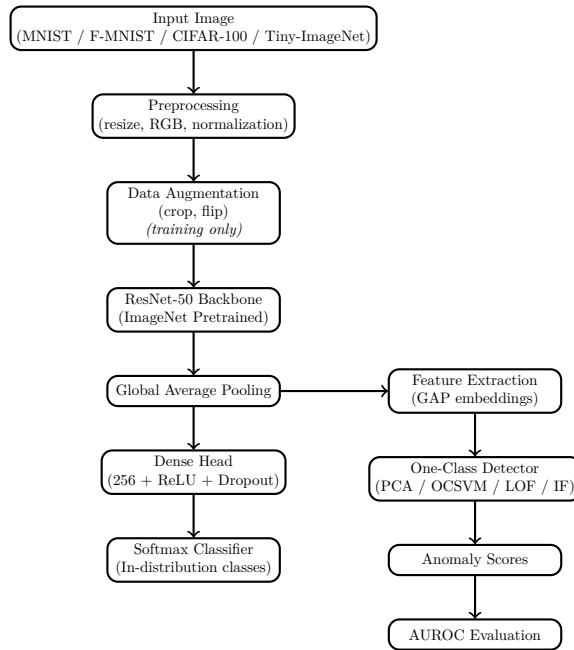 Input Image
(MNIST / F-MNIST / CIFAR-100 / Tiny-ImageNet)
Preprocessing
(resize, RGB, normalization)
Data Augmentation
(crop, flip)
(training only)
ResNet-50 Backbone
(ImageNet Pretrained)
Global Average Pooling
Feature Extraction
(GAP embeddings)
Dense Head
(256 + ReLU + Dropout)
One-Class Detector
(PCA / OCSVM / LOF / IF)
Softmax Classifier
(In-distribution classes)
Anomaly Scores
AUROC Evaluation